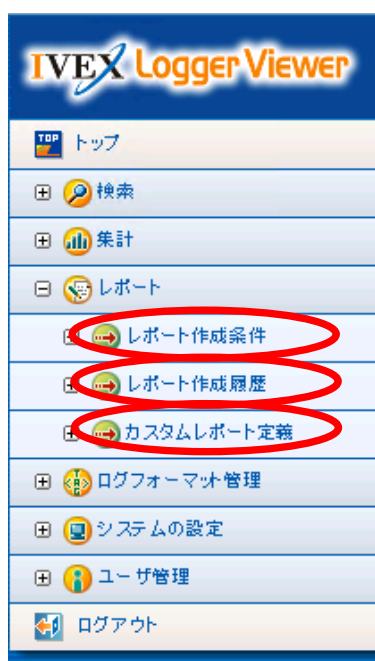 IVEX Logger Viewer
TOP トップ
検索
集計
レポート
レポート作成条件
レポート作成履歴
カスタムレポート定義
ログフォーマット管理
システムの設定
ユーザ管理
ログアウト